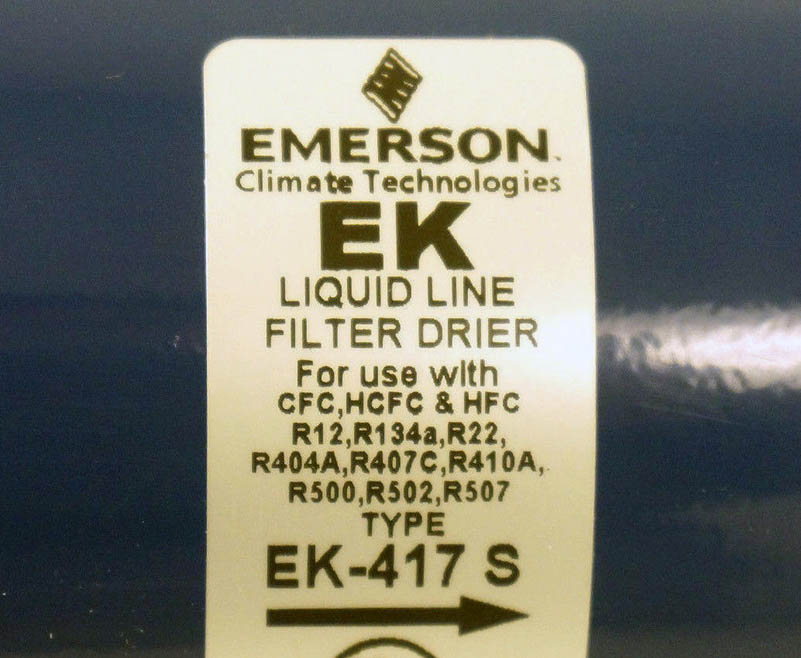 EMERSON
Climate Technologies
EK
LIQUID LINE
FILTER DRIER
For use with
CFC,HCFC & HFC
R12,R134a,R22,
R404A,R407C,R410A,
R500,R502,R507
TYPE
EK-417 S